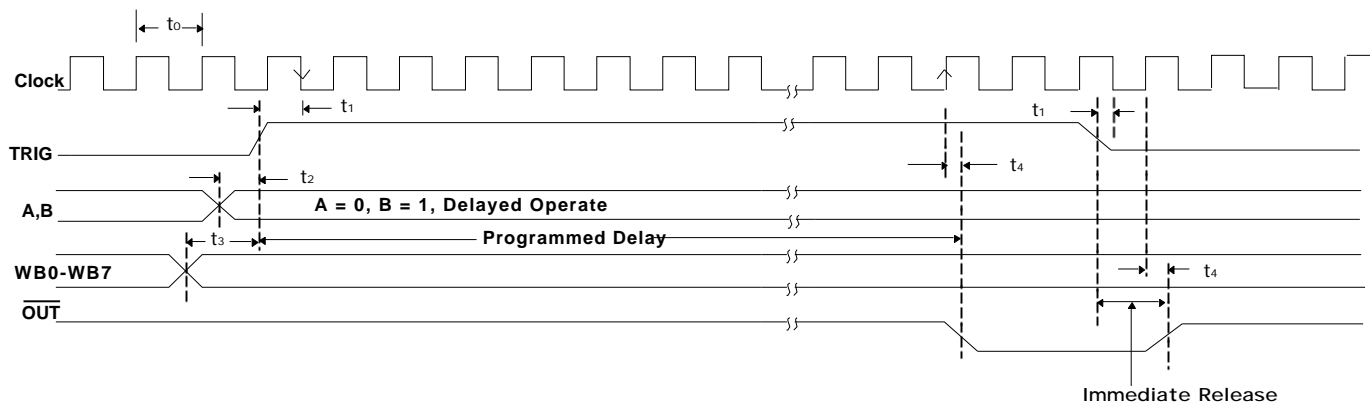 t0
Clock
t1
t1
TRIG
t4
t2
A,B
A = 0, B = 1, Delayed Operate
t3
Programmed Delay
WB0-WB7
t4
OUT
Immediate Release